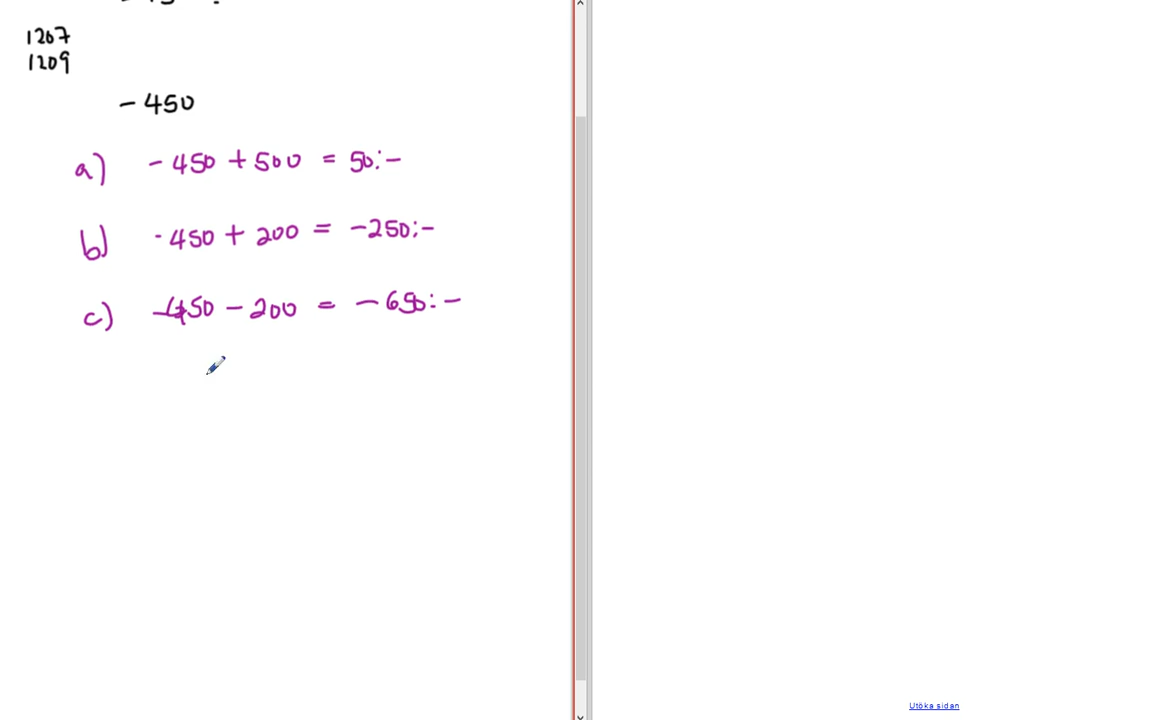 1207
1209
- 450
a) - 450 + 500 = 50:-
b) - 450 + 200 = -250:-
c) -450 - 200 = - 650:-
Utöka sidan